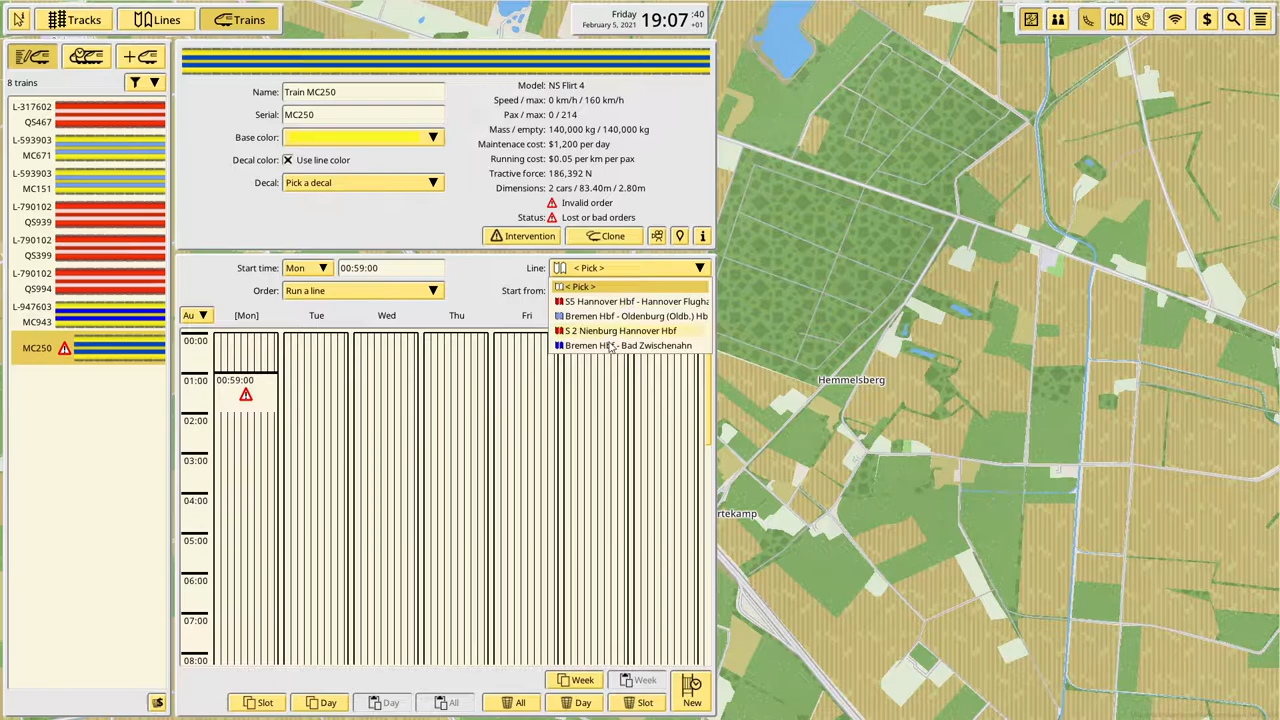 Tracks
Lines
Trains
Friday
February 5, 2021
19:07
:40
+01
$
8 trains
L-317602
QS467
L-593903
MC671
L-593903
MC151
L-790102
QS939
L-790102
QS399
L-790102
QS994
L-947603
MC943
MC250
Name:
Train MC250
Serial:
MC250
Base color:
Decal color:
Use line color
Decal:
Pick a decal
Model: NS Flirt 4
Speed / max: 0 km/h / 160 km/h
Pax / max: 0 / 214
Mass / empty: 140,000 kg / 140,000 kg
Maintenace cost: $1,200 per day
Running cost: $0.05 per km per pax
Tractive force: 186,392 N
Dimensions: 2 cars / 83.40m / 2.80m
Invalid order
Status: Lost or bad orders
Intervention
Clone
Start time:
Mon
00:59:00
Line:
< Pick >
Order:
Run a line
Start from:
< Pick >
S5 Hannover Hbf - Hannover Flugha
Bremen Hbf - Oldenburg (Oldb.) Hb
S 2 Nienburg Hannover Hbf
Bremen Hbf - Bad Zwischenahn
Au
[Mon]
Tue
Wed
Thu
Fri
00:00
01:00
02:00
03:00
04:00
05:00
06:00
07:00
08:00
00:59:00
Week
Week
Slot
Day
Day
All
All
Day
Slot
New
Hemmelsberg
rtekamp